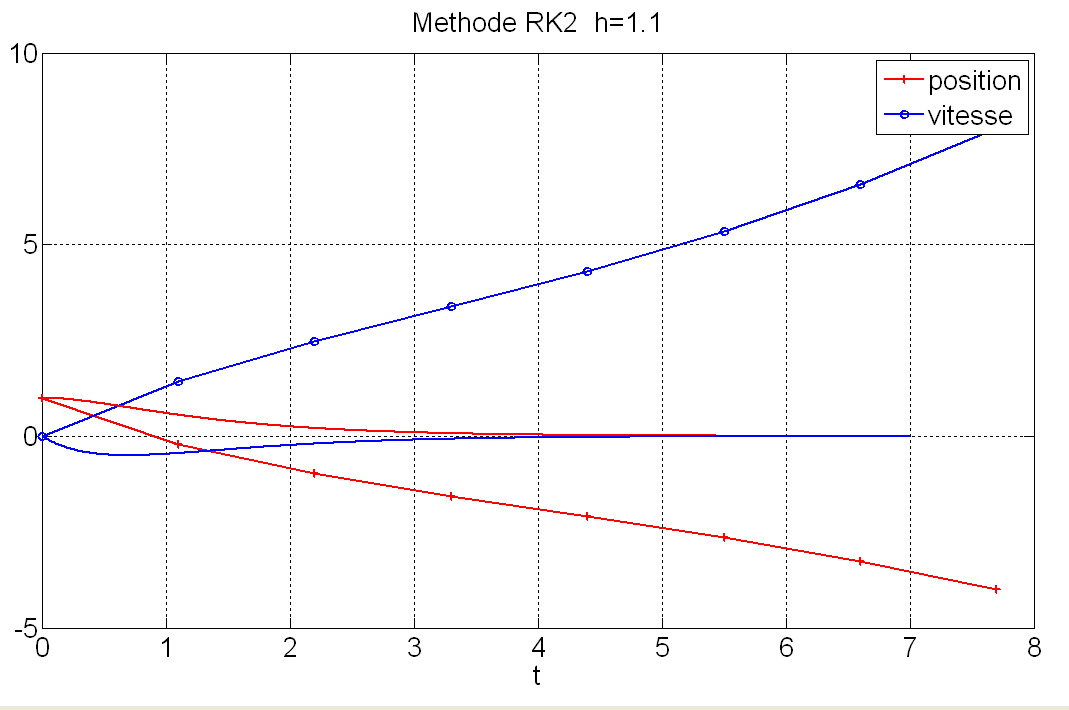 Methode RK2 h=1.1
10
5
0
-5
position
vitesse
0 1 2 3 4 5 6 7 8
t